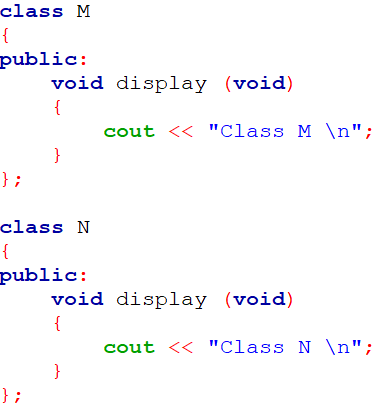 class M
{
public:
    void display (void)
    {
        cout << "Class M \n";
    }
};

class N
{
public:
    void display (void)
    {
        cout << "Class N \n";
    }
};